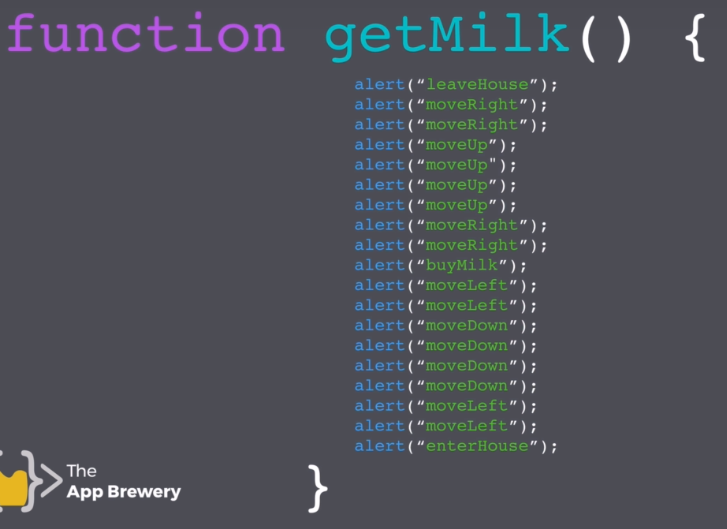 function getMilk() {
alert(“leaveHouse”);
alert(“moveRight”);
alert(“moveRight”);
alert(“moveUp”);
alert(“moveUp");
alert(“moveUp”);
alert(“moveUp”);
alert(“moveRight”);
alert(“moveRight”);
alert(“buyMilk”);
alert(“moveLeft”);
alert(“moveLeft”);
alert(“moveDown”);
alert(“moveDown”);
alert(“moveDown”);
alert(“moveDown”);
alert(“moveLeft”);
alert(“moveLeft”);
alert(“enterHouse”);
}
The
App Brewery